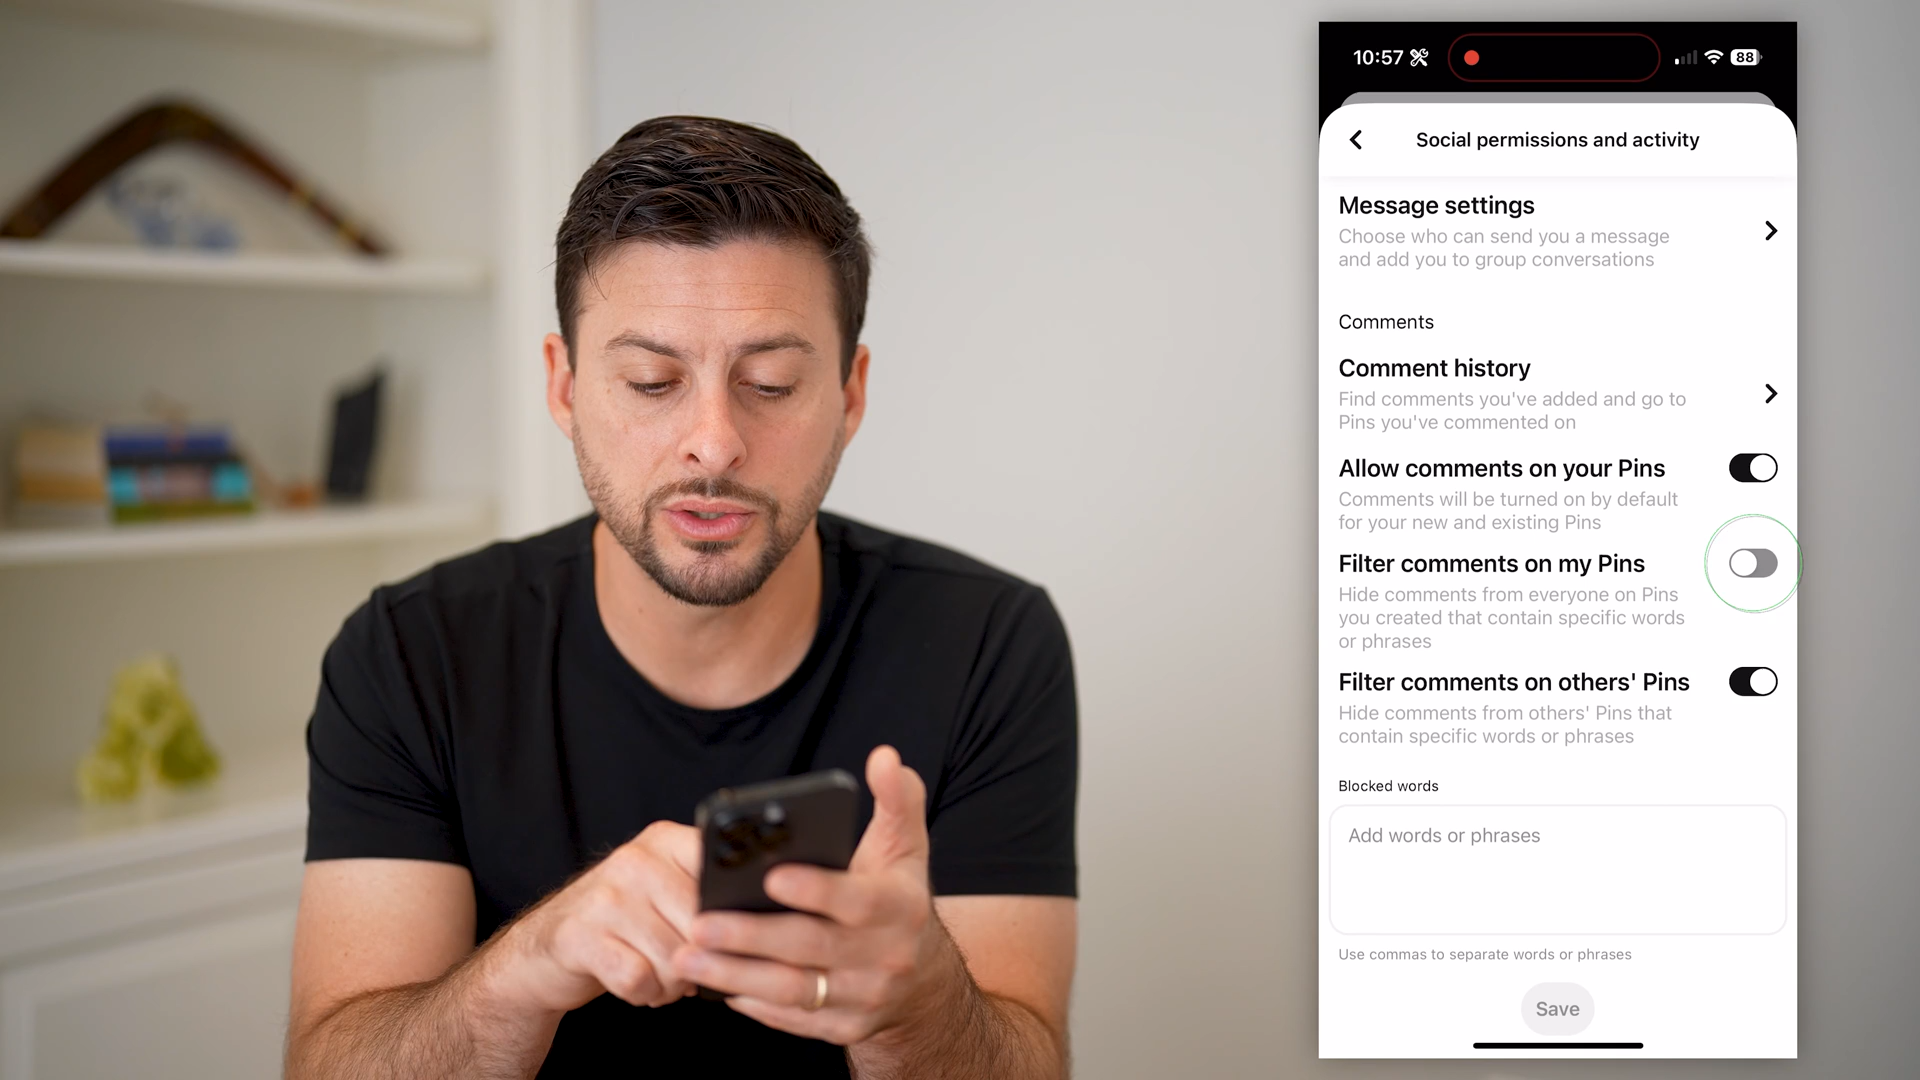 10:57
88
Social permissions and activity
Message settings
Choose who can send you a message
and add you to group conversations
Comments
Comment history
Find comments you've added and go to
Pins you've commented on
Allow comments on your Pins
Comments will be turned on by default
for your new and existing Pins
Filter comments on my Pins
Hide comments from everyone on Pins
you created that contain specific words
or phrases
Filter comments on others' Pins
Hide comments from others' Pins that
contain specific words or phrases
Blocked words
Add words or phrases
Use commas to separate words or phrases
Save